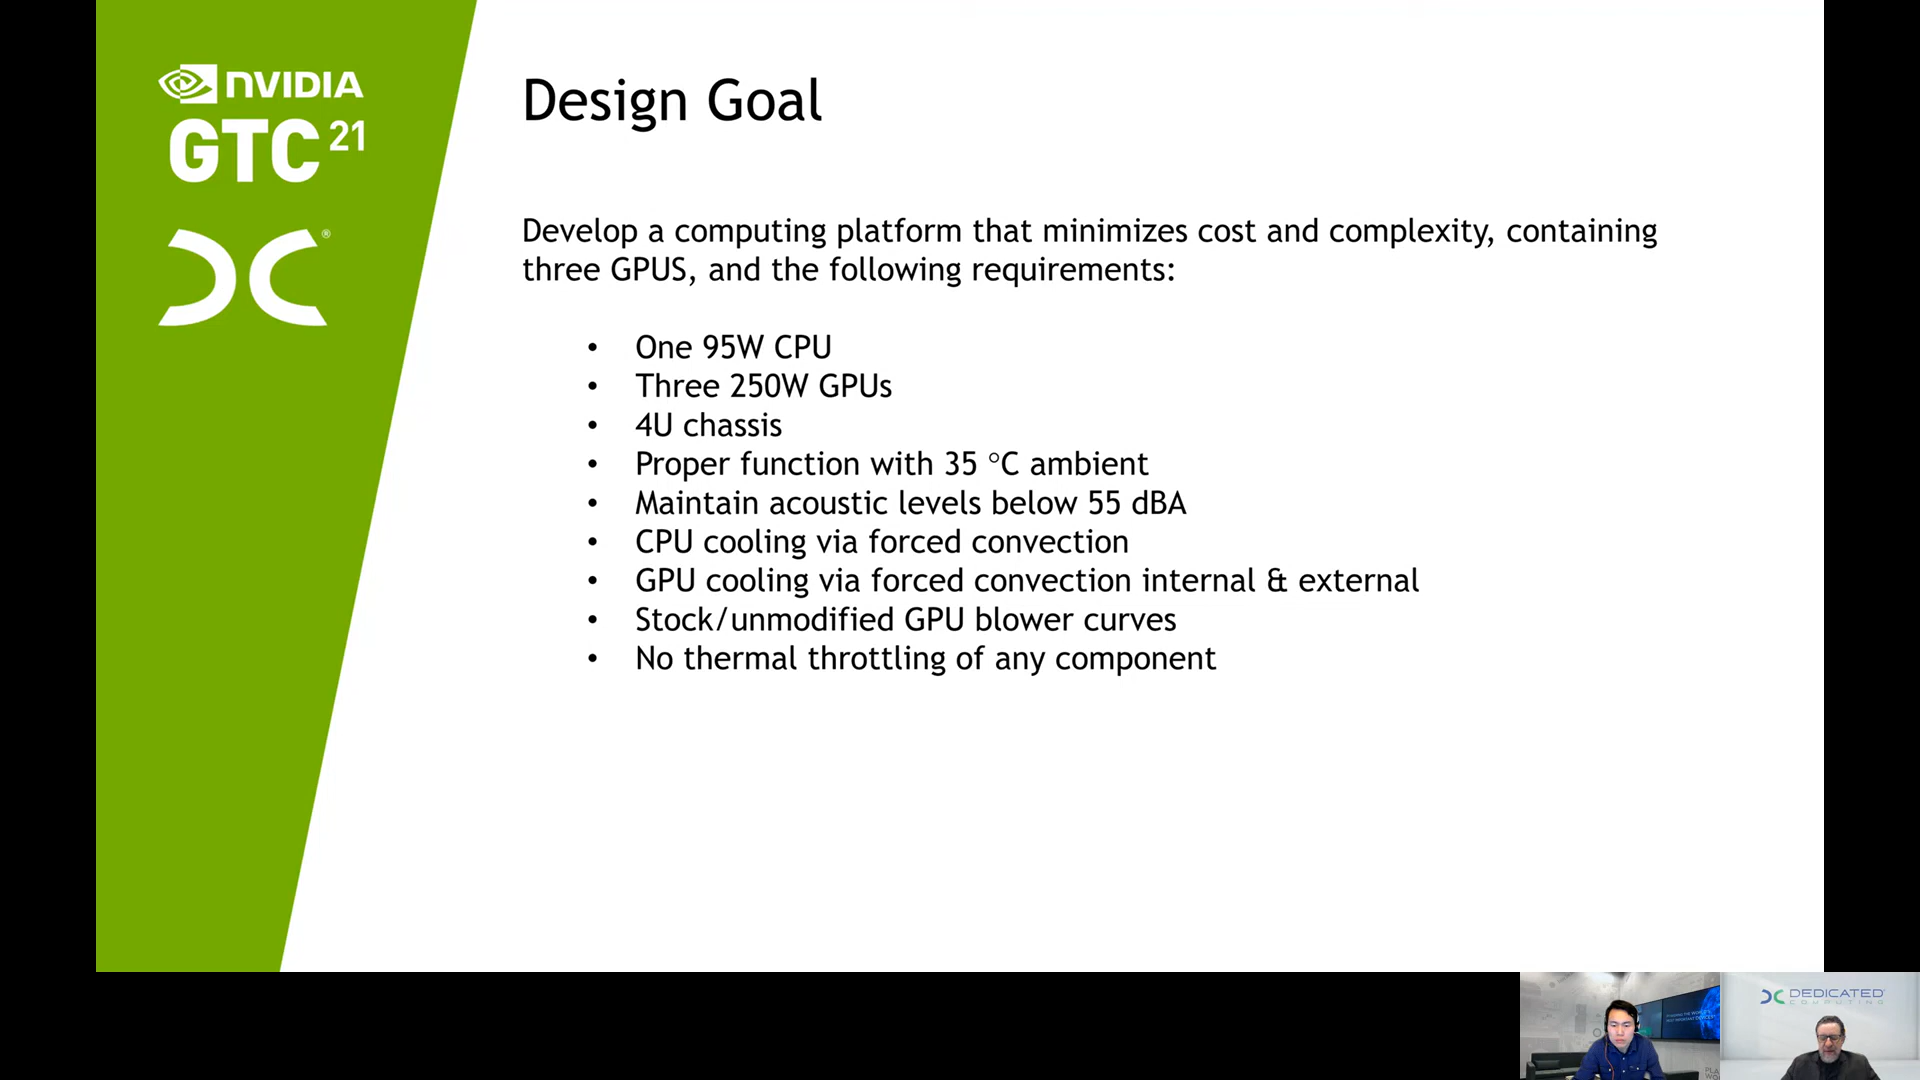 NVIDIA
GTC 21
®
Design Goal
Develop a computing platform that minimizes cost and complexity, containing
three GPUS, and the following requirements:
• One 95W CPU
• Three 250W GPUs
• 4U chassis
• Proper function with 35 °C ambient
• Maintain acoustic levels below 55 dBA
• CPU cooling via forced convection
• GPU cooling via forced convection internal & external
• Stock/unmodified GPU blower curves
• No thermal throttling of any component
DEDICATED
COMPUTING